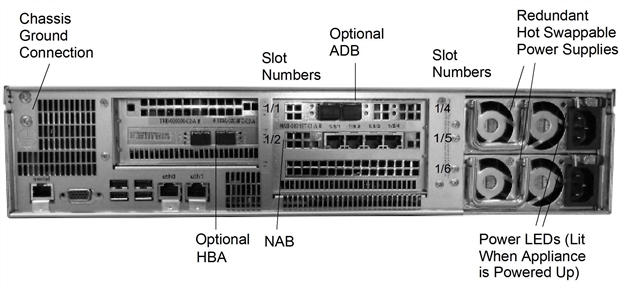 Chassis
Ground
Connection
Slot
Numbers
Optional
ADB
Slot
Numbers
Redundant
Hot Swappable
Power Supplies
1/1
1/4
1/2
1/5
1/6
Optional
HBA
NAB
Power LEDs (Lit
When Appliance
is Powered Up)